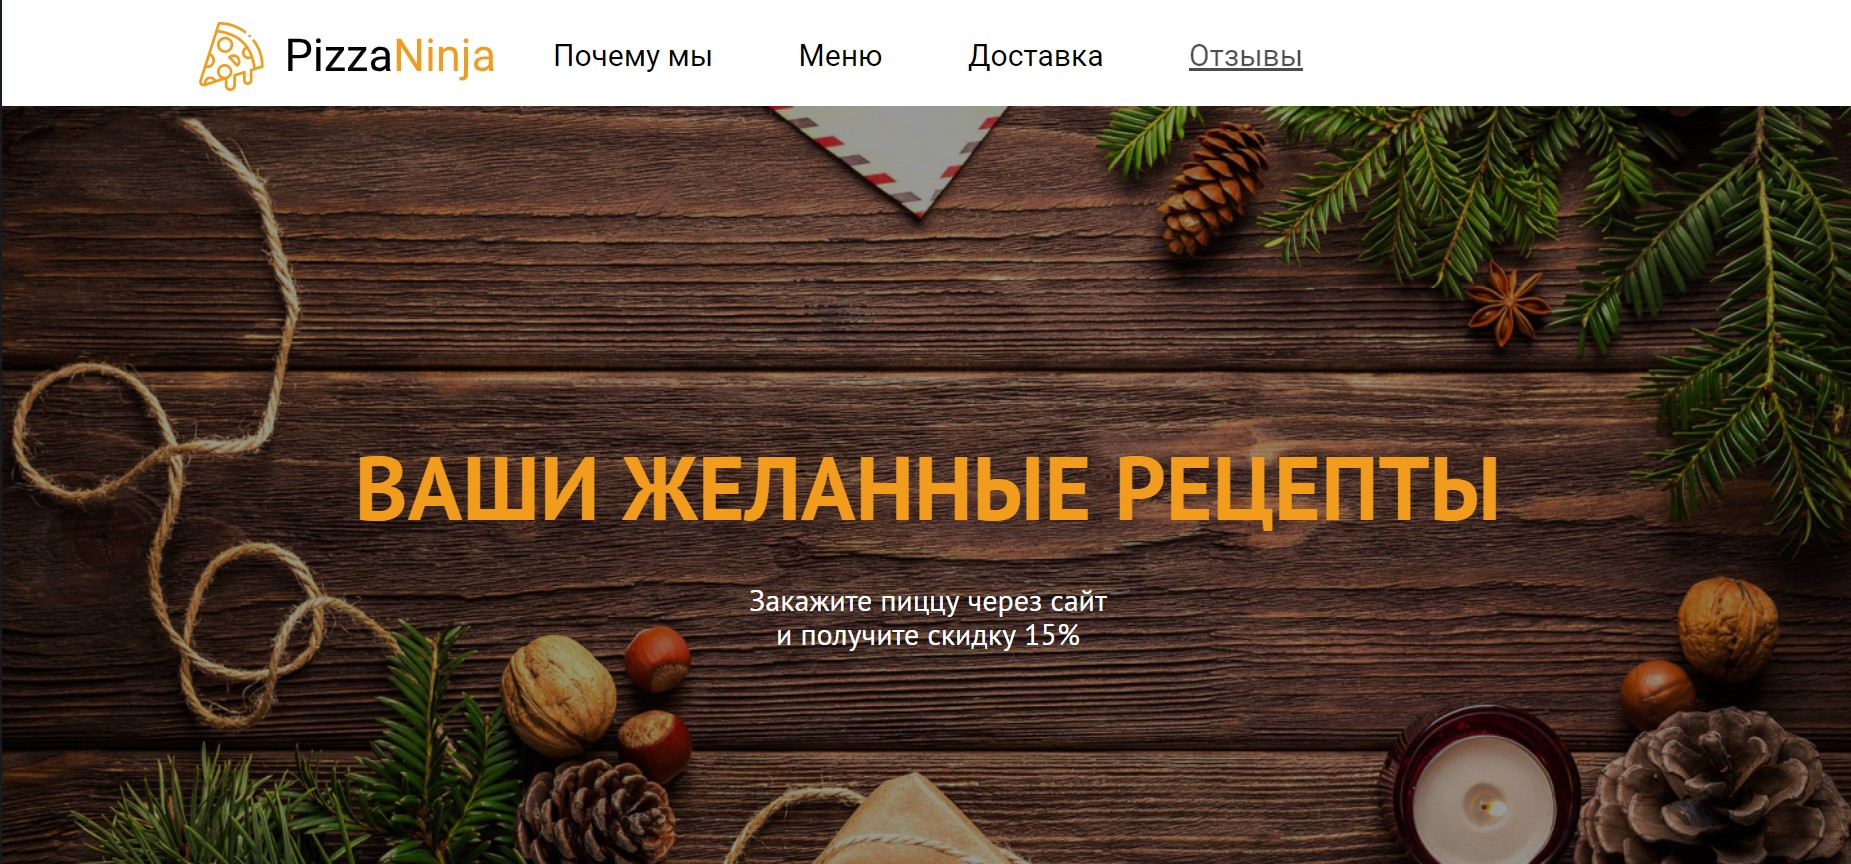 PizzaNinja Почему мы Меню Доставка Отзывы
ВАШИ ЖЕЛАННЫЕ РЕЦЕПТЫ
Закажите пиццу через сайт
и получите скидку 15%